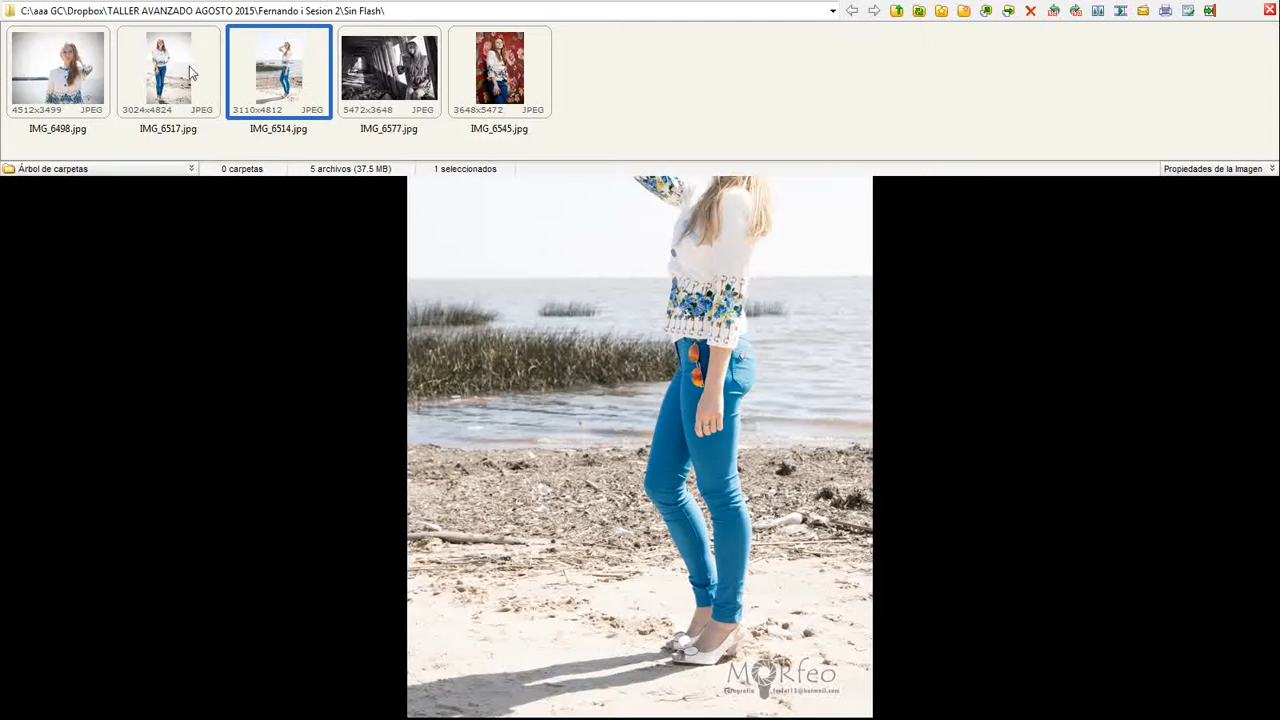 C:\aaa GC\Dropbox\TALLER AVANZADO AGOSTO 2015\Fernando i Sesion 2\Sin Flash\
4512x3499 JPEG
3024x4824 JPEG
3110x4812 JPEG
5472x3648 JPEG
3648x5472 JPEG
IMG_6498.jpg
IMG_6517.jpg
IMG_6514.jpg
IMG_6577.jpg
IMG_6545.jpg
Árbol de carpetas
0 carpetas
5 archivos (37.5 MB)
1 seleccionados
Propiedades de la Imagen
MORfeo
Fotografia